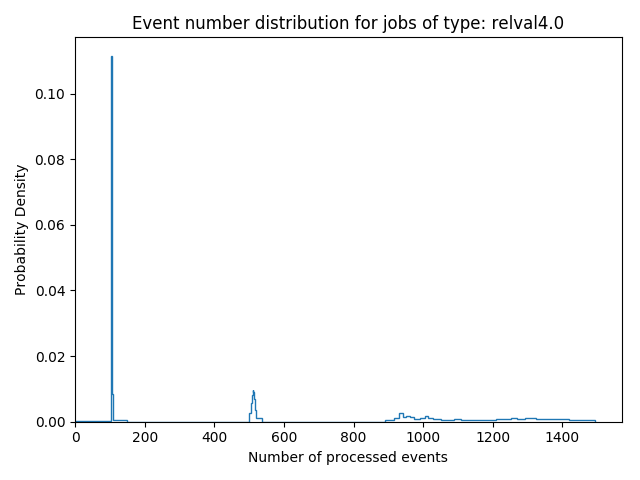 Event number distribution for jobs of type: relval4.0
Probability Density
0.10
0.08
0.06
0.04
0.02
0.00
0 200 400 600 800 1000 1200 1400
Number of processed events